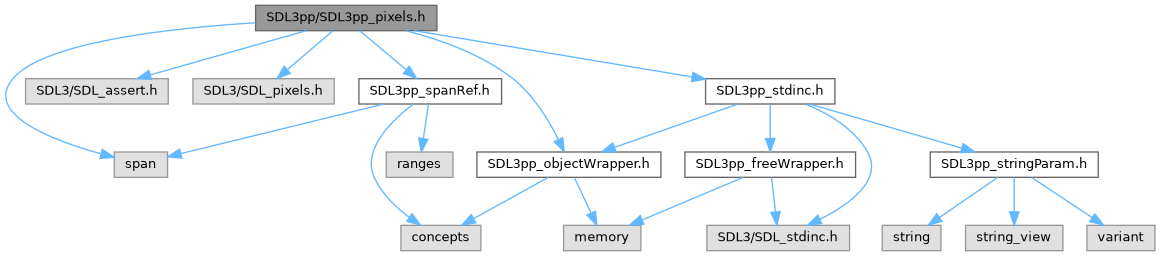 SDL3pp/SDL3pp_pixels.h
SDL3/SDL_assert.h
SDL3/SDL_pixels.h
SDL3pp_spanRef.h
SDL3pp_stdinc.h
span
ranges
SDL3pp_objectWrapper.h
SDL3pp_freeWrapper.h
SDL3pp_stringParam.h
concepts
memory
SDL3/SDL_stdinc.h
string
string_view
variant